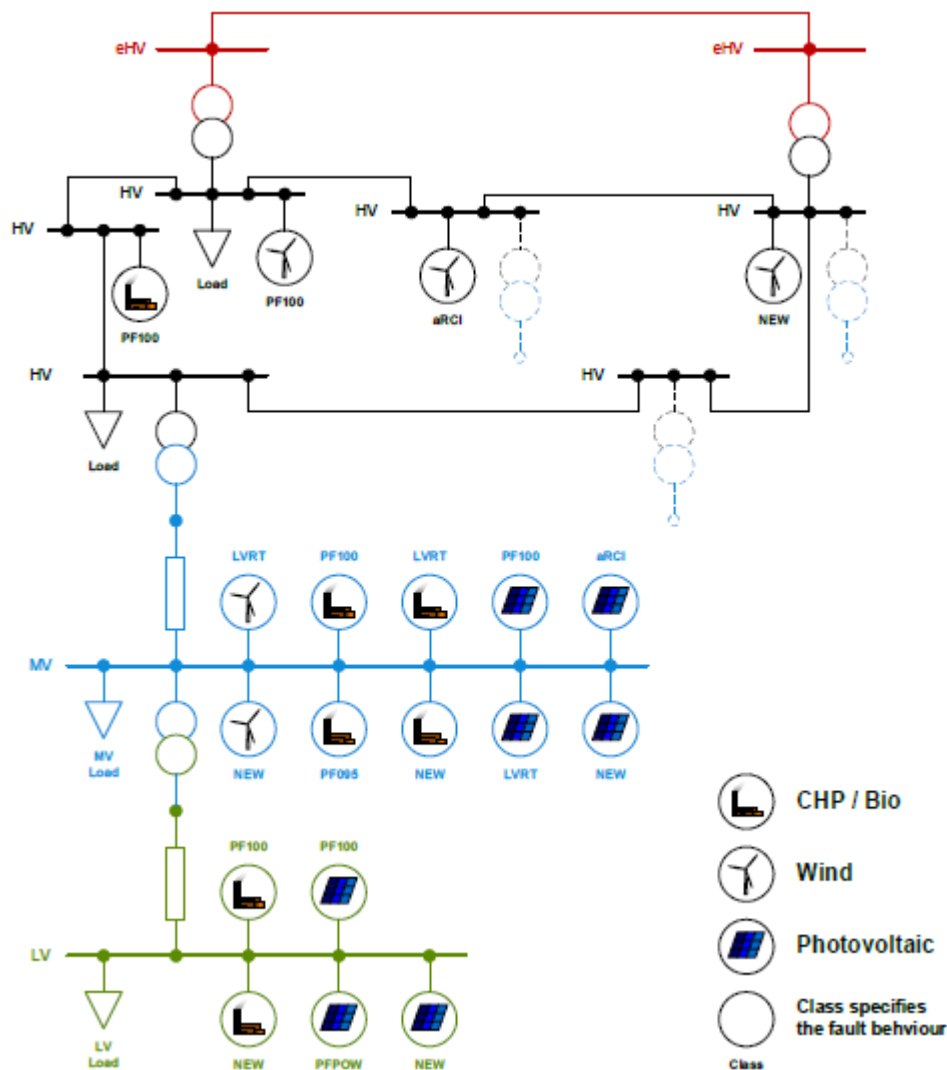 eHV
eHV
HV
HV
HV
HV
Load
PF100
PF100
aRCI
NEW
HV
HV
Load
LVRT
PF100
LVRT
PF100
aRCI
MV
MV
Load
NEW
PF095
NEW
LVRT
NEW
CHP / Bio
PF100
PF100
Wind
Photovoltaic
LV
LV
Load
NEW
PFPOW
NEW
Class specifies
the fault behviour
Class